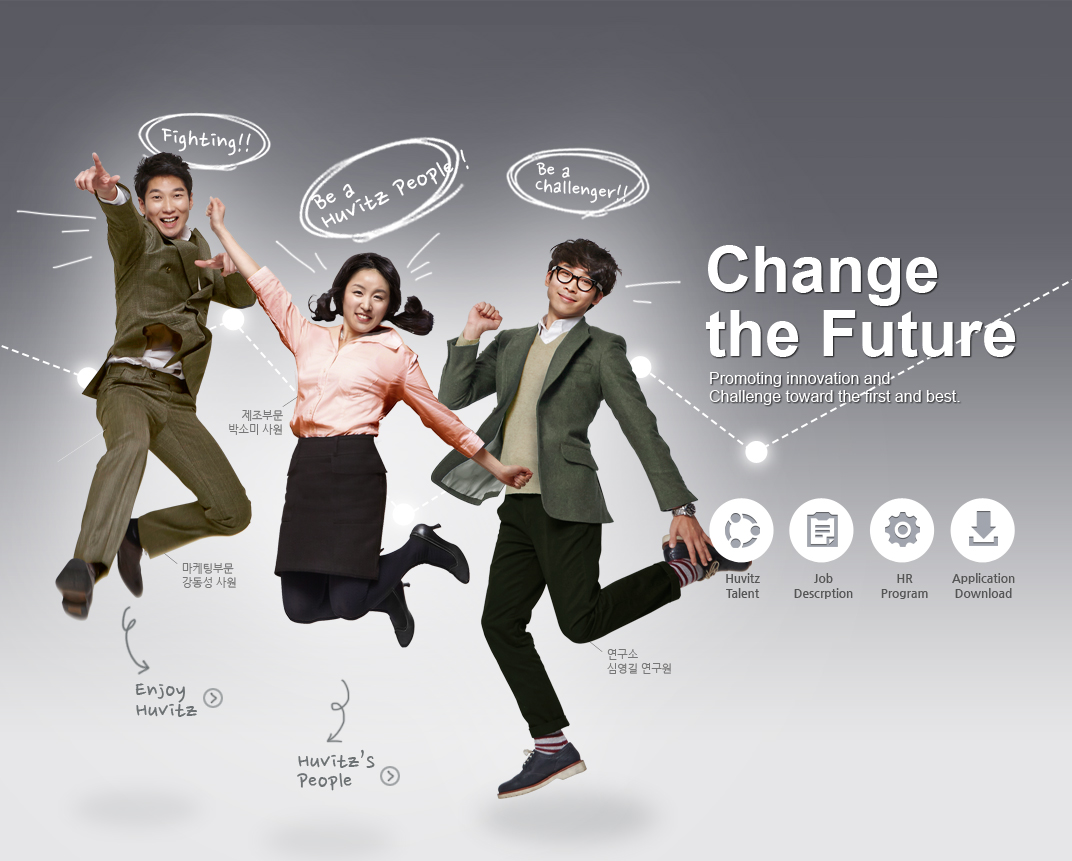 Fighting!!
Be a
Huvitz People!
Be a
Challenger!!
Change
the Future
Promoting innovation and
Challenge toward the first and best.
제조부문
박소미 사원
마케팅부문
강동성 사원
연구소
심영길 연구원
Huvitz
Talent
Job
Descrption
HR
Program
Application
Download
Enjoy
Huvitz
Huvitz's
People